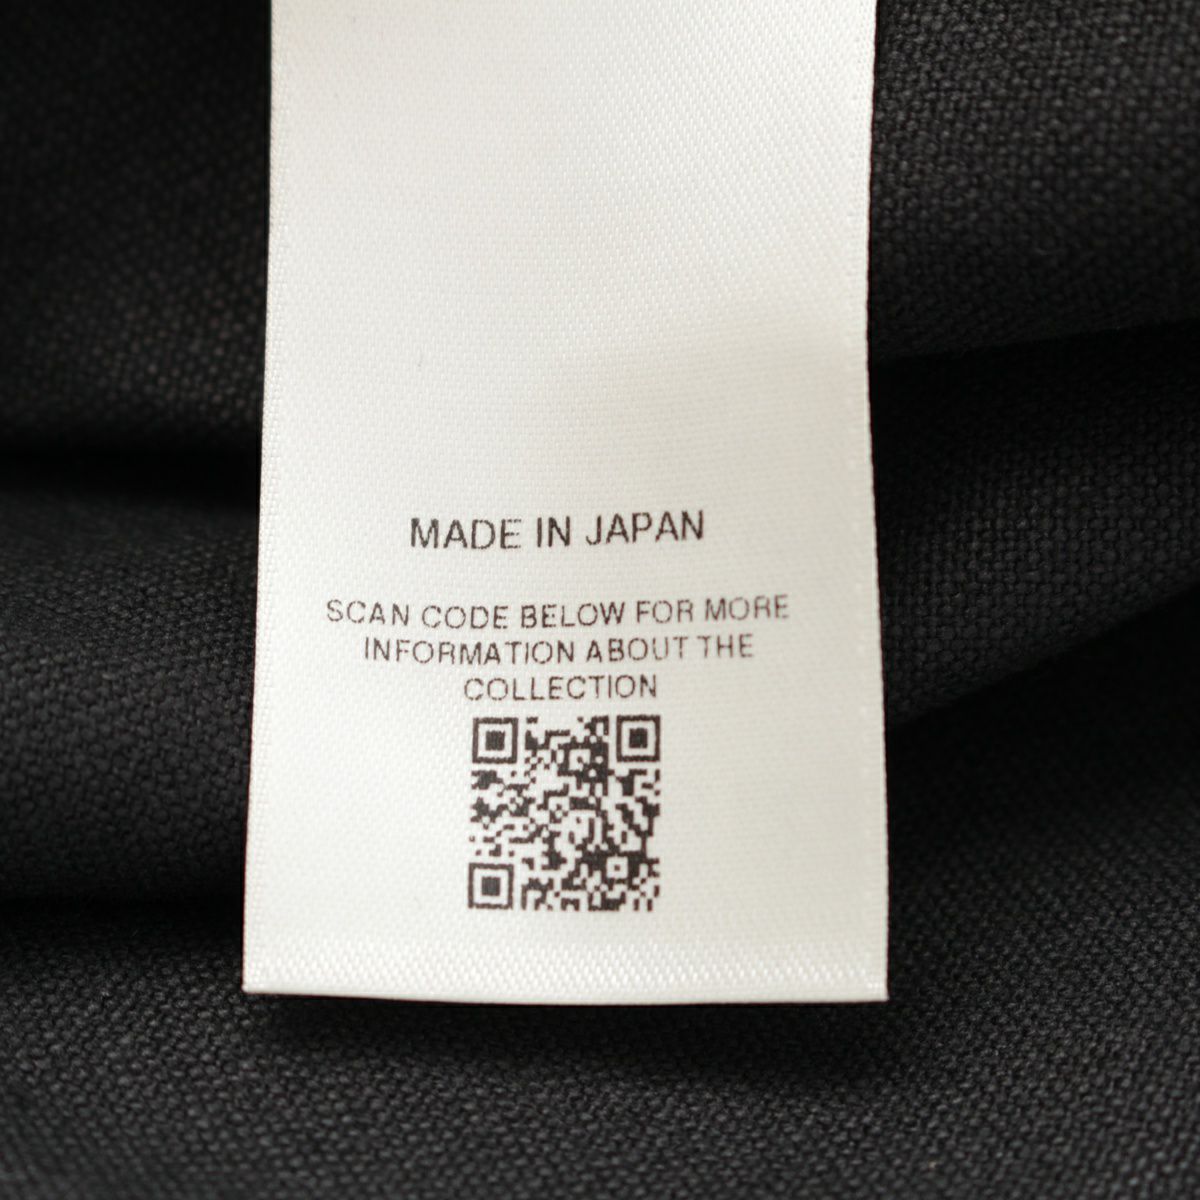 MADE IN JAPAN
SCAN CODE BELOW FOR MORE
INFORMATION ABOUT THE
COLLECTION